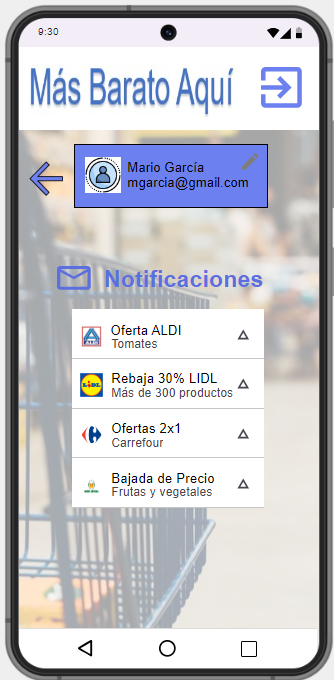 9:30
Más Barato Aquí
Mario García
mgarcia@gmail.com
Notificaciones
Oferta ALDI
Tomates
Rebaja 30% LIDL
Más de 300 productos
LIDL
Ofertas 2x1
Carrefour
Bajada de Precio
Frutas y vegetales